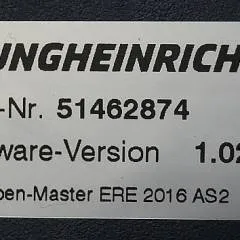 UNGHEINRICH
-Nr. 51462874
ware-Version 1.02
pen-Master ERE 2016 AS2